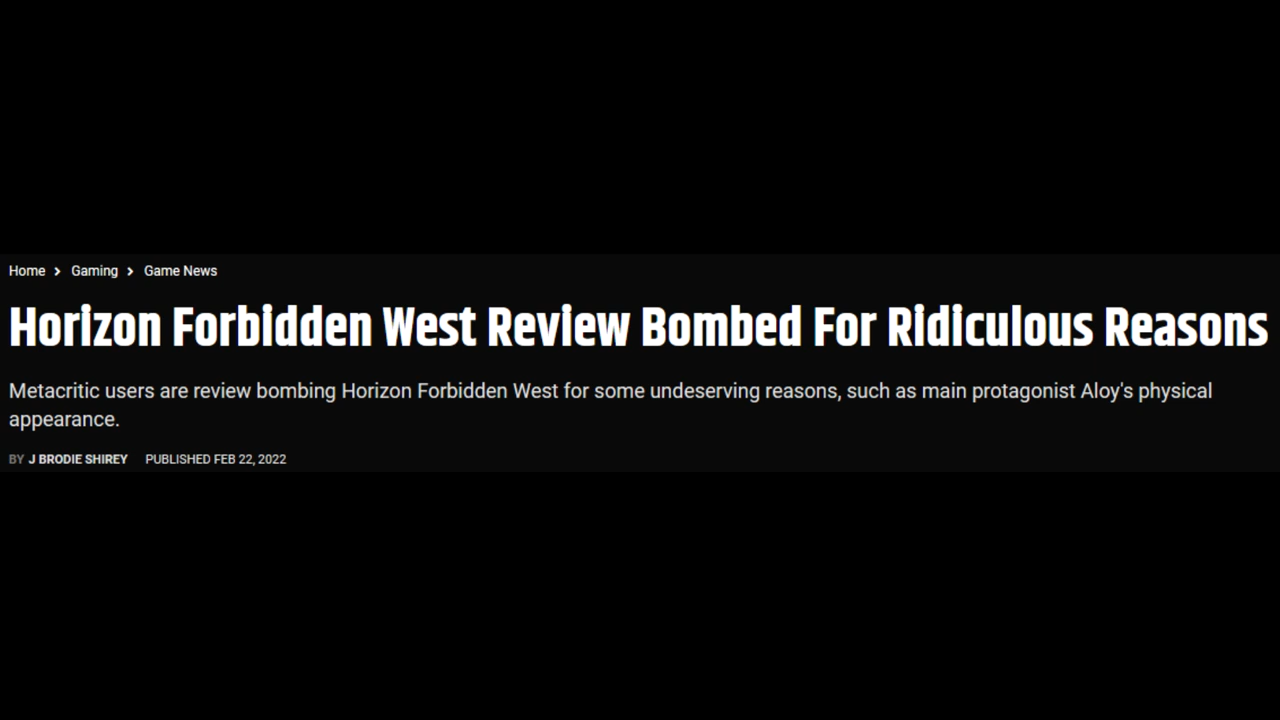 Home > Gaming > Game News
Horizon Forbidden West Review Bombed For Ridiculous Reasons
Metacritic users are review bombing Horizon Forbidden West for some undeserving reasons, such as main protagonist Aloy's physical
appearance.
BY J BRODIE SHIREY PUBLISHED FEB 22, 2022